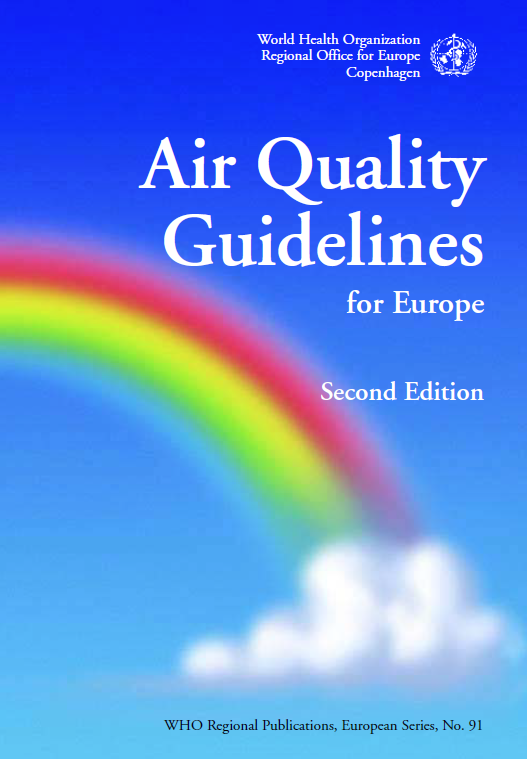 World Health Organization
Regional Office for Europe
Copenhagen
Air Quality
Guidelines
for Europe
Second Edition
WHO Regional Publications, European Series, No. 91